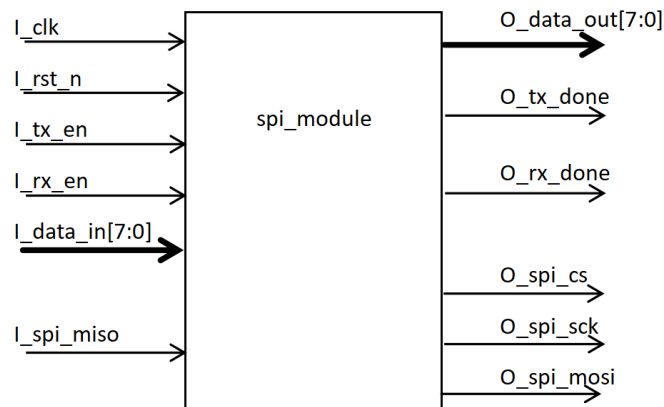 I_clk
I_rst_n
I_tx_en
I_rx_en
I_data_in[7:0]
I_spi_miso
spi_module
O_data_out[7:0]
O_tx_done
O_rx_done
O_spi_cs
O_spi_sck
O_spi_mosi